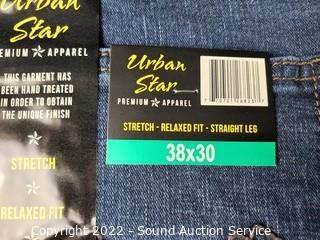 Urban
Star
PREMIUM APPAREL
THIS GARMENT HAS
BEEN HAND TREATED
IN ORDER TO OBTAIN
THE UNIQUE FINISH
STRETCH
RELAXED FIT
Urban
Star
PREMIUM APPAREL
STRETCH - RELAXED FIT - STRAIGHT LEG
38x30
Copyright 2022 - Sound Auction Service